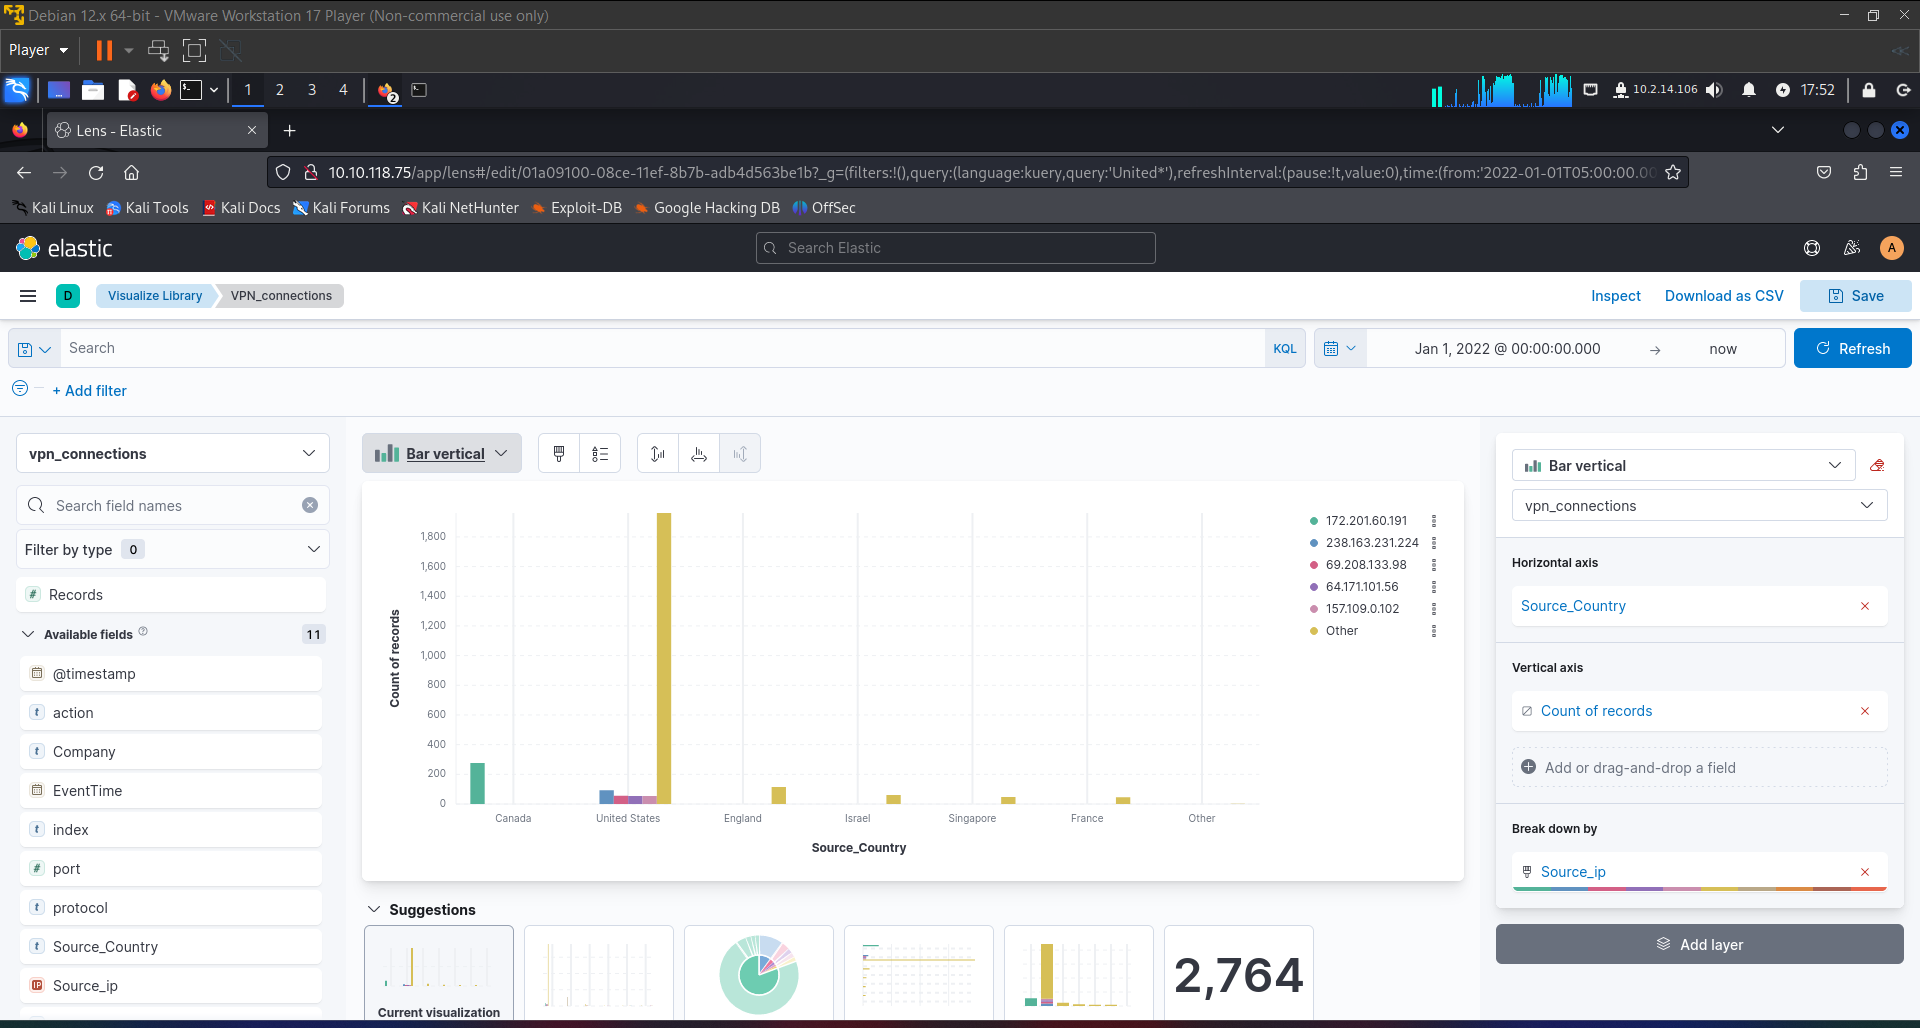 Debian 12.x 64-bit - VMware Workstation 17 Player (Non-commercial use only)
Player
1 2 3 4 2 10.2.14.106 17:52
Lens - Elastic
10.10.118.75/app/lens#/edit/01a09100-08ce-11ef-8b7b-adb4d563be1b?_g=(filters:!(),query:(language:kuery,query:'United*'),refreshInterval:(pause:!t,value:0),time:(from:'2022-01-01T05:00:00.00
Kali Linux Kali Tools Kali Docs Kali Forums Kali NetHunter Exploit-DB Google Hacking DB OffSec
elastic Search Elastic A
D Visualize Library VPN_connections Inspect Download as CSV Save
Search KQL Jan 1, 2022 @ 00:00:00.000 → now Refresh
+ Add filter
vpn_connections
Search field names
Filter by type 0
# Records
Available fields 11
@timestamp
t action
t Company
EventTime
t index
# port
t protocol
t Source_Country
IP Source_ip
Bar vertical
Count of records
1,800
1,600
1,400
1,200
1,000
800
600
400
200
0
Canada United States England Israel Singapore France Other
Source_Country
172.201.60.191
238.163.231.224
69.208.133.98
64.171.101.56
157.109.0.102
Other
Suggestions
Current visualization
2,764
Bar vertical
vpn_connections
Horizontal axis
Source_Country
Vertical axis
Count of records
Add or drag-and-drop a field
Break down by
Source_ip
Add layer